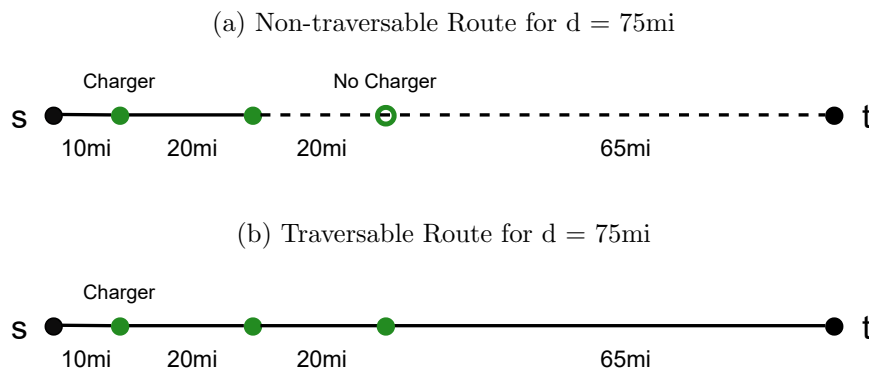 (a) Non-traversable Route for d = 75mi
Charger No Charger
s t
10mi 20mi 20mi 65mi
(b) Traversable Route for d = 75mi
Charger
s t
10mi 20mi 20mi 65mi